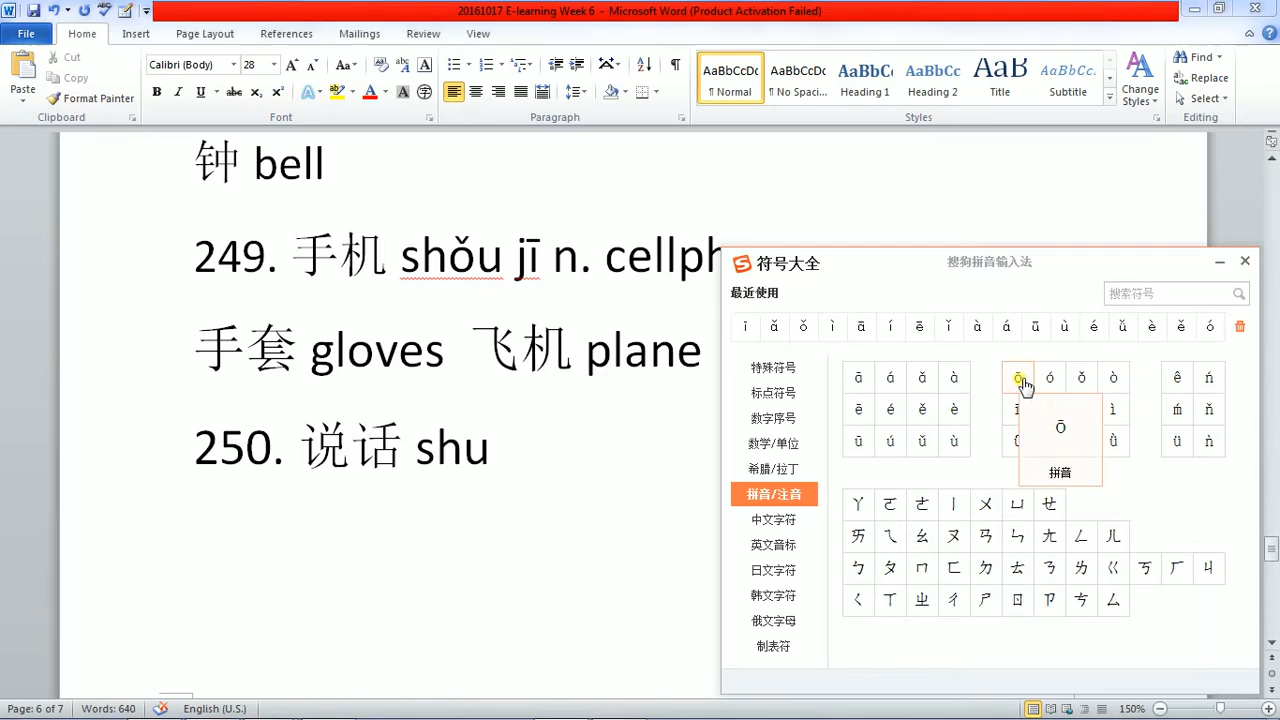 20161017 E-learning Week 6 - Microsoft Word (Product Activation Failed)
File Home Insert Page Layout References Mailings Review View
Cut
Copy
Format Painter
Paste
Calibri (Body) 28
AaBbCcDc AaBbCcDc AaBbC AaBbCc AaB AaBbCc.
¶ Normal ¶ No Spaci... Heading 1 Heading 2 Title Subtitle
Change Styles
Find
Replace
Select
Clipboard Font Paragraph Styles Editing
钟 bell
249. 手机 shǒu jī n. cellph
手套 gloves 飞机 plane
250. 说话 shu
符号大全 搜狗拼音输入法
最近使用 搜索符号
ī ǎ ǒ ì ā í ē ǐ à á ū ù é ǔ è ě ó
特殊符号
标点符号
数字序号
数学/单位
希腊/拉丁
拼音/注音
中文字符
英文音标
日文字符
韩文字符
俄文字母
制表符
ā á ǎ à ō ó ǒ ò ê ń
ē é ě è ì ḿ ň
ū ú ǔ ù ǜ ü ǹ
ō
拼音
ㄚ ㄛ ㄜ ㄧ ㄨ ㄩ ㄝ
ㄞ ㄟ ㄠ ㄡ ㄢ ㄣ ㄤ ㄥ ㄦ
ㄅ ㄆ ㄇ ㄈ ㄉ ㄊ ㄋ ㄌ ㄍ ㄎ ㄏ ㄐ
ㄑ ㄒ ㄓ ㄔ ㄕ ㄖ ㄗ ㄘ ㄙ
Page: 6 of 7 Words: 640 English (U.S.) 150%